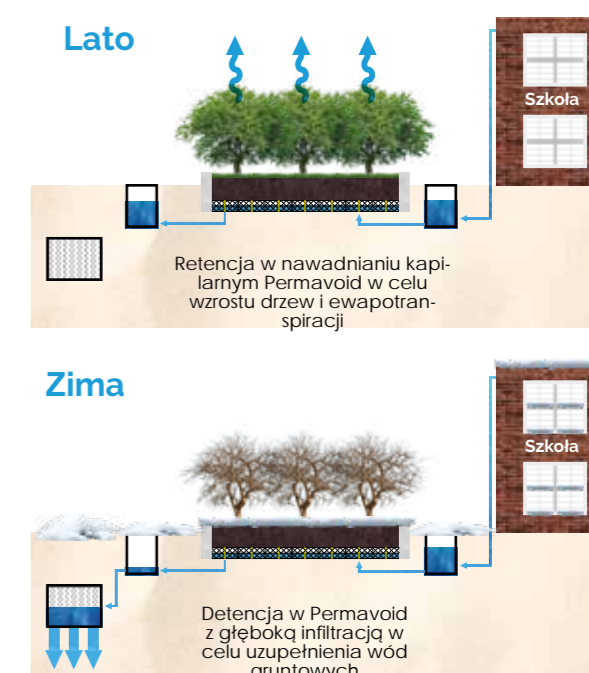 Lato
Szkoła
Retencja w nawadnianiu kapi-
larnym Permavoid w celu
wzrostu drzew i ewapotran-
spiracji
Zima
Szkoła
Detencja w Permavoid
z głęboką infiltracją w
celu uzupełnienia wód
gruntowych